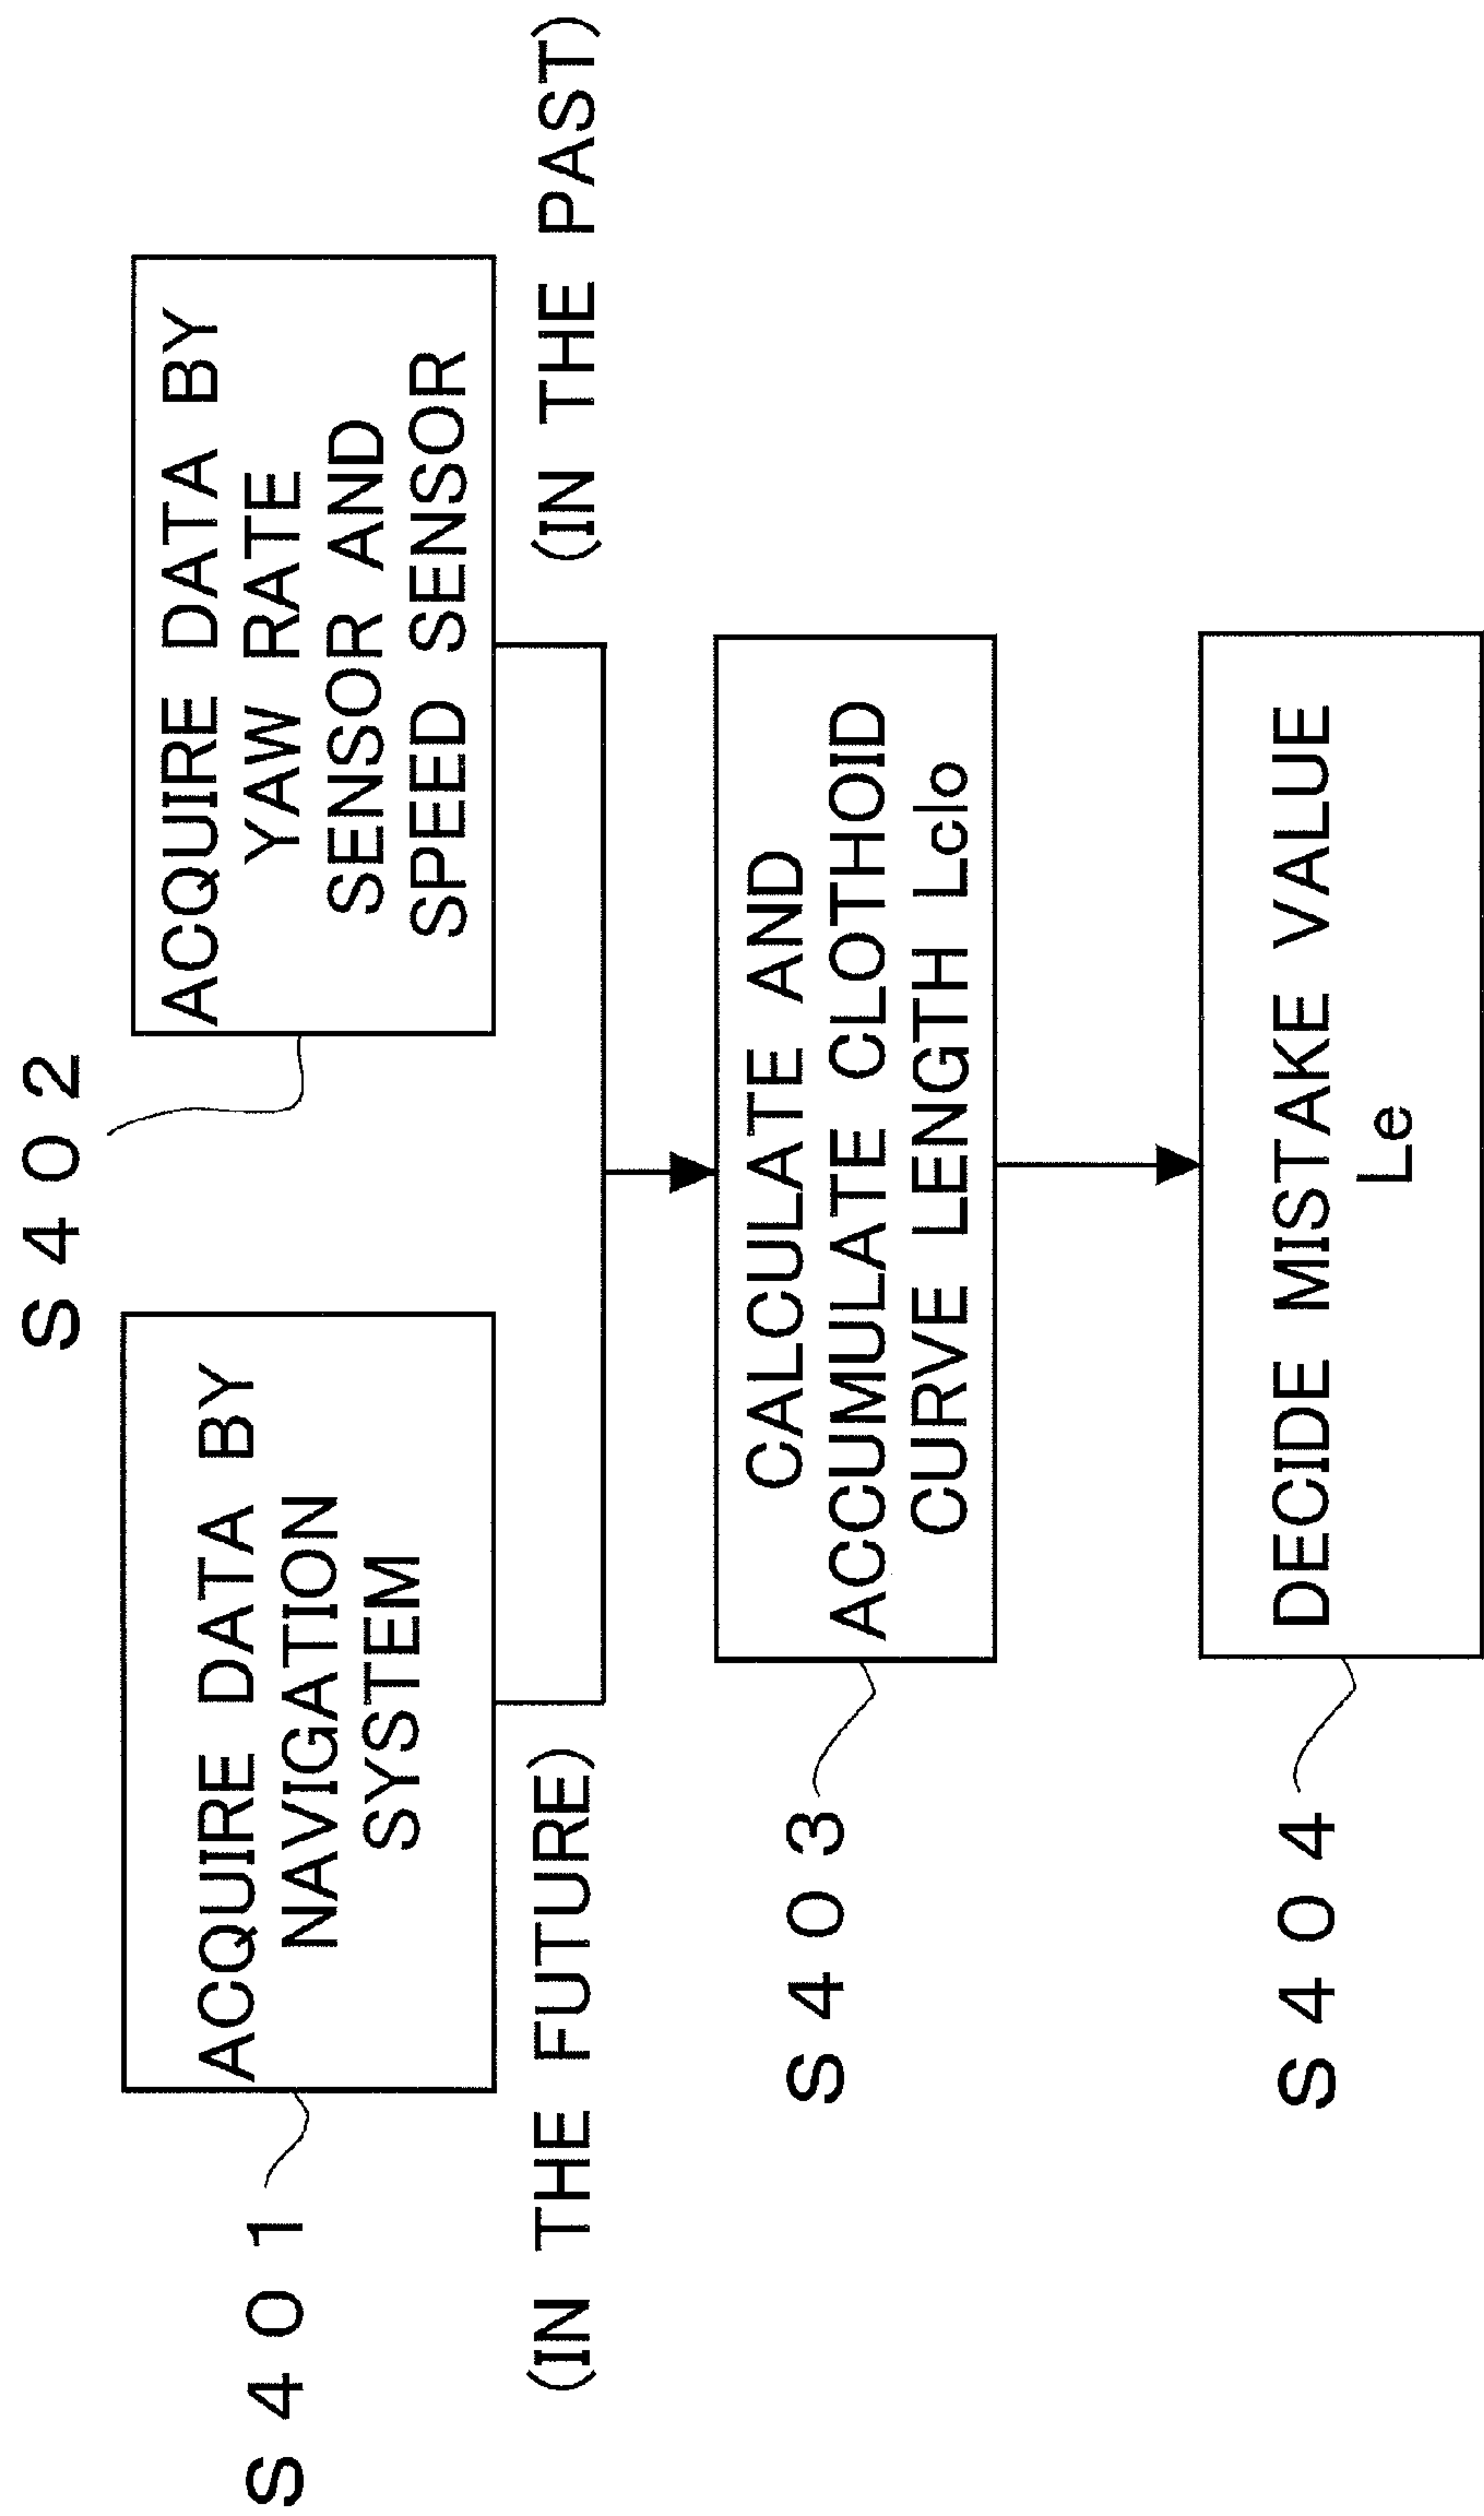 S402
ACQUIRE DATA BY
YAW RATE
SENSOR AND
SPEED SENSOR
(IN THE PAST)
S401
ACQUIRE DATA BY
NAVIGATION
SYSTEM
(IN THE FUTURE)
S403
CALCULATE AND
ACCUMULATE CLOTHOID
CURVE LENGTH Lclo
S404
DECIDE MISTAKE VALUE
Le